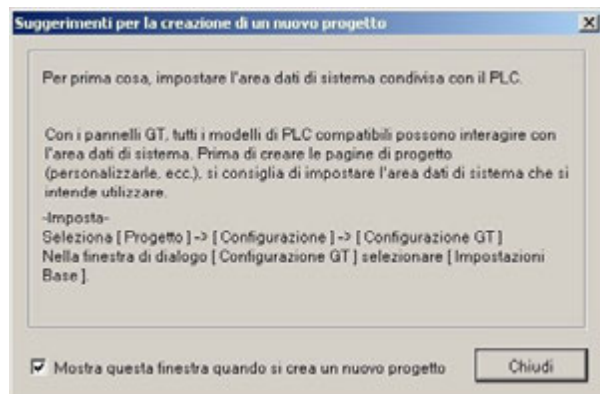 Suggerimenti per la creazione di un nuovo progetto
Per prima cosa, impostare l'area dati di sistema condivisa con il PLC.
Con i pannelli GT, tutti i modelli di PLC compatibili possono interagire con
l'area dati di sistema. Prima di creare le pagine di progetto
(personalizzarle, ecc.), si consiglia di impostare l'area dati di sistema che si
intende utilizzare.
-Imposta-
Seleziona [ Progetto ] -> [ Configurazione ] -> [ Configurazione GT ]
Nella finestra di dialogo [ Configurazione GT ] selezionare [ Impostazioni
Base ].
Mostra questa finestra quando si crea un nuovo progetto
Chiudi